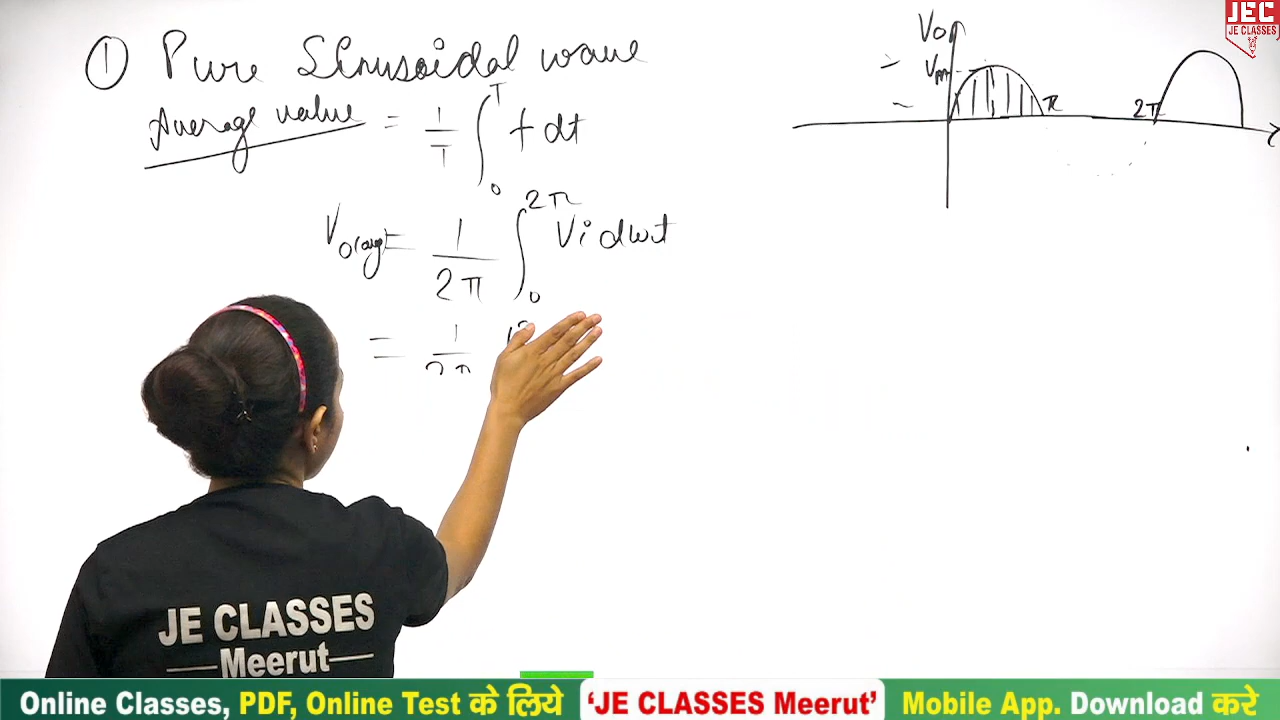 ① Pure Sinusoidal wave
Average value = 1/T ∫₀ᵀ f dt
V₀(avg) = 1/2π ∫₀^2π Vi dωt
= 1/2π
Vo
Vm
π
2π
JEC
JE CLASSES
JE CLASSES
Meerut
Online Classes, PDF, Online Test के लिये 'JE CLASSES Meerut' Mobile App. Download करे